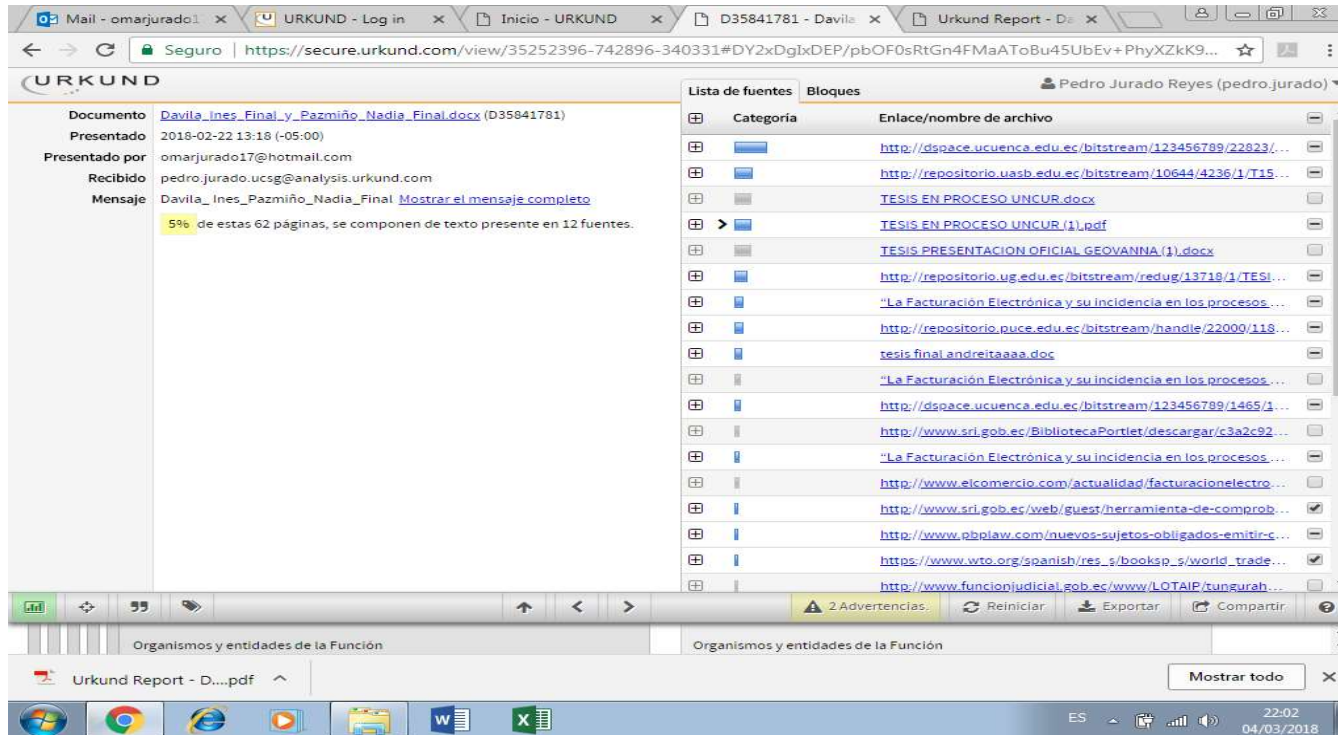 Mail - omarjurado1
URKUND - Log in
Inicio - URKUND
D35841781 - Davila
Urkund Report - Da
Seguro | https://secure.urkund.com/view/35252396-742896-340331#DY2xDgIxDEP/pbOF0sRtGn4FMaAToBu45UbEv+PhyXZkK9...
URKUND
Lista de fuentes Bloques
Pedro Jurado Reyes (pedro.jurado)
Documento Davila_Ines_Final_y_Pazmiño_Nadia_Final.docx (D35841781)
Presentado 2018-02-22 13:18 (-05:00)
Presentado por omarjurado17@hotmail.com
Recibido pedro.jurado.ucsg@analysis.urkund.com
Mensaje Davila_ Ines_Pazmiño_Nadia_Final Mostrar el mensaje completo
5% de estas 62 páginas, se componen de texto presente en 12 fuentes.
Categoría Enlace/nombre de archivo
http://dspace.ucuenca.edu.ec/bitstream/123456789/22823/...
http://repositorio.uasb.edu.ec/bitstream/10644/4236/1/T15...
TESIS EN PROCESO UNCUR.docx
TESIS EN PROCESO UNCUR (1).pdf
TESIS PRESENTACION OFICIAL GEOVANNA (1).docx
http://repositorio.ug.edu.ec/bitstream/redug/13718/1/TESI...
"La Facturación Electrónica y su incidencia en los procesos ...
http://repositorio.puce.edu.ec/bitstream/handle/22000/118...
tesis final andreitaaaa.doc
"La Facturación Electrónica y su incidencia en los procesos ...
http://dspace.ucuenca.edu.ec/bitstream/123456789/1465/1...
http://www.sri.gob.ec/BibliotecaPortlet/descargar/c3a2c92...
"La Facturación Electrónica y su incidencia en los procesos ...
http://www.elcomercio.com/actualidad/facturacionelectro...
http://www.sri.gob.ec/web/guest/herramienta-de-comprob...
http://www.pbplaw.com/nuevos-sujetos-obligados-emitir-c...
https://www.wto.org/spanish/res_s/booksp_s/world_trade...
http://www.funcionjudicial.gob.ec/www/LOTAIP/tungurah...
2 Advertencias. Reiniciar Exportar Compartir
Organismos y entidades de la Función
Organismos y entidades de la Función
Urkund Report - D....pdf
Mostrar todo
ES
22:02
04/03/2018